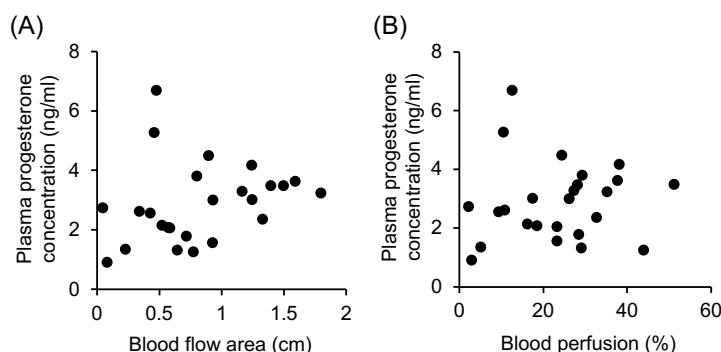 (A)
Plasma progesterone
concentration (ng/ml)
8
6
4
2
0
0 0.5 1 1.5 2
Blood flow area (cm)
(B)
Plasma progesterone
concentration (ng/ml)
8
6
4
2
0
0 20 40 60
Blood perfusion (%)